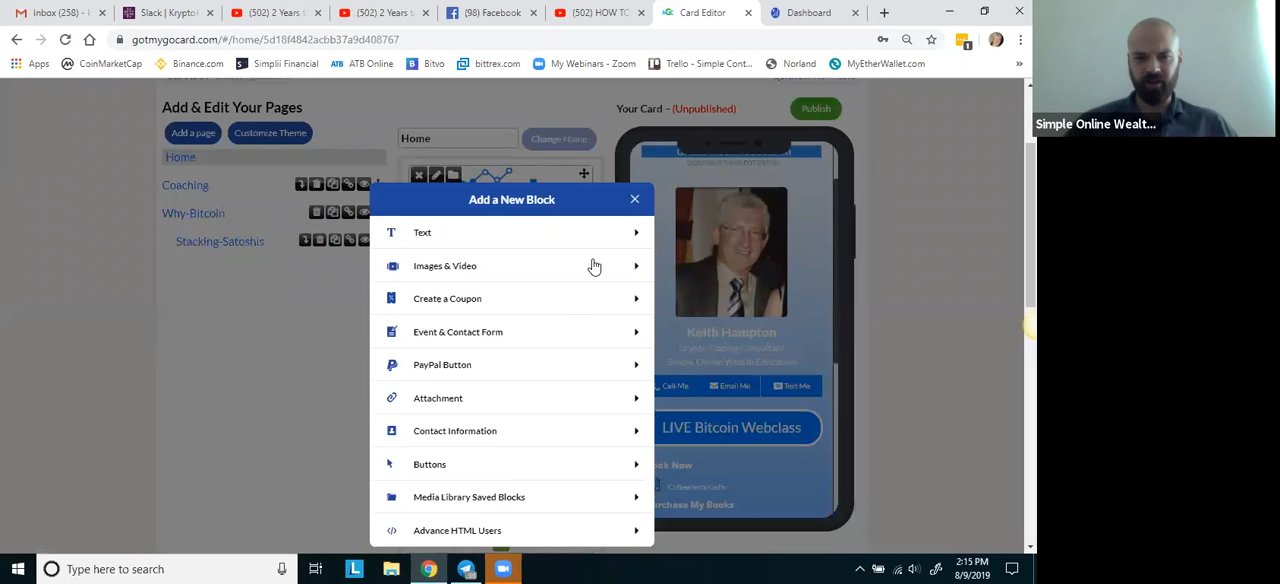 Inbox (258) - k
Slack | Krypto
(502) 2 Years t
(502) 2 Years t
(98) Facebook
(502) HOW TO
Card Editor
Dashboard
gotmygocard.com/#/home/5d18f4842acbb37a9d408767
Apps
CoinMarketCap
Binance.com
Simplii Financial
ATB Online
Bitvo
bittrex.com
My Webinars - Zoom
Trello - Simple Cont...
Norland
MyEtherWallet.com
Simple Online Wealt...
Add & Edit Your Pages
Add a page
Customize Theme
Home
Coaching
Why-Bitcoin
Stacking-Satoshis
Home
Change Name
Your Card – (Unpublished)
Publish
Add a New Block
Text
Images & Video
Create a Coupon
Event & Contact Form
PayPal Button
Attachment
Contact Information
Buttons
Media Library Saved Blocks
Advance HTML Users
Keith Hampton
Simple Online Wealth Education
Call Me
Email Me
Text Me
LIVE Bitcoin Webclass
ook Now
Purchase My Books
Type here to search
2:15 PM
8/9/2019